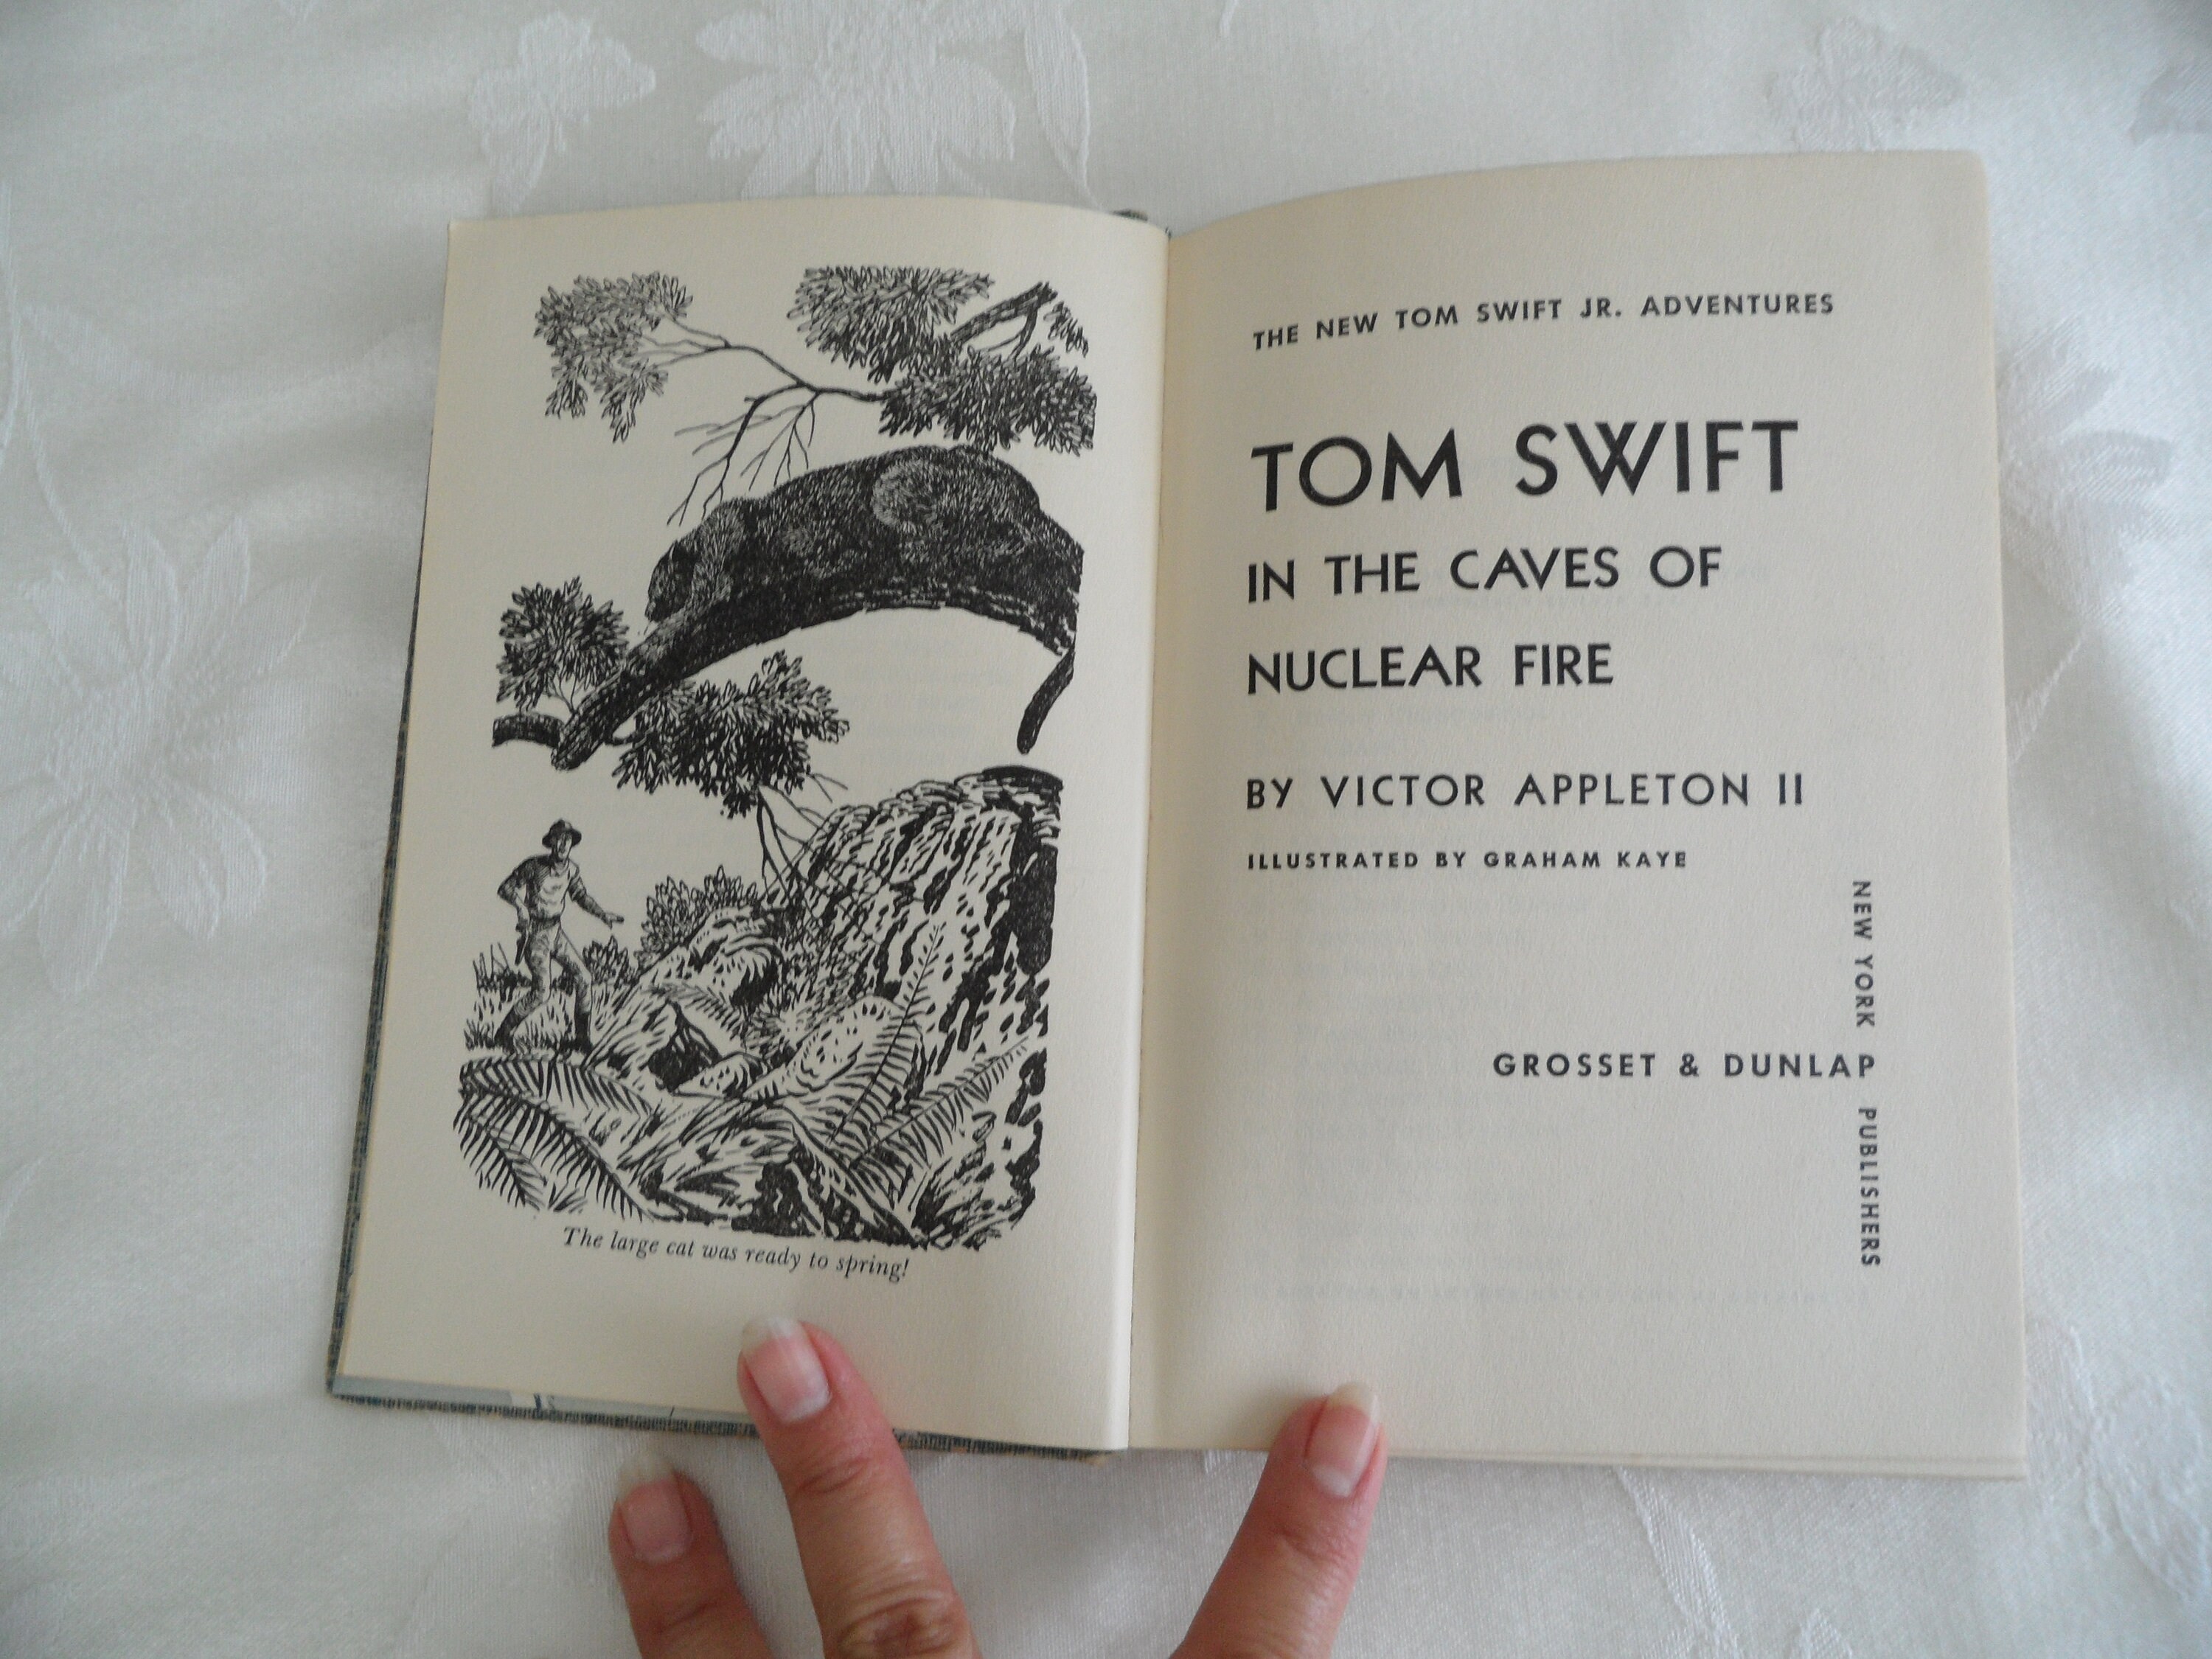 The large cat was ready to spring!
THE NEW TOM SWIFT JR. ADVENTURES
TOM SWIFT
IN THE CAVES OF
NUCLEAR FIRE
BY VICTOR APPLETON II
ILLUSTRATED BY GRAHAM KAYE
NEW YORK
GROSSET & DUNLAP
PUBLISHERS